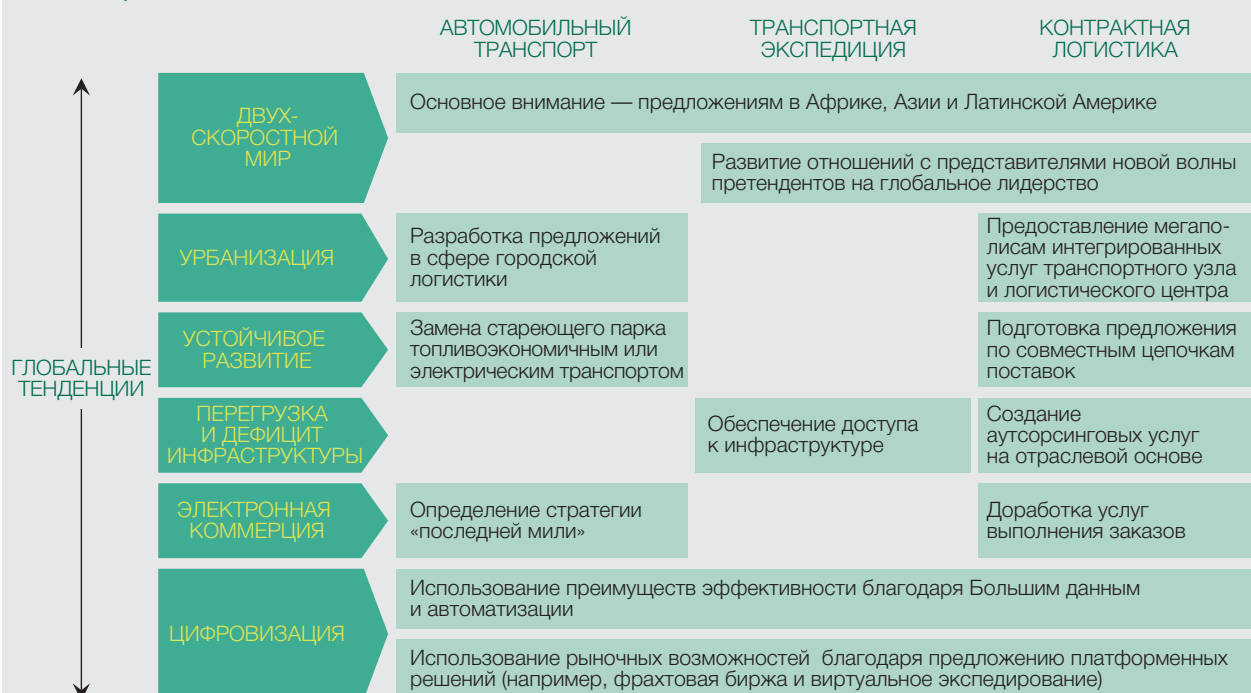 АВТОМОБИЛЬНЫЙ
ТРАНСПОРТ
ТРАНСПОРТНАЯ
ЭКСПЕДИЦИЯ
КОНТРАКТНАЯ
ЛОГИСТИКА
ГЛОБАЛЬНЫЕ
ТЕНДЕНЦИИ
ДВУХ-
СКОРОСТНОЙ
МИР
Основное внимание — предложениям в Африке, Азии и Латинской Америке
Развитие отношений с представителями новой волны
претендентов на глобальное лидерство
УРБАНИЗАЦИЯ
Разработка предложений
в сфере городской
логистики
Предоставление мегапо-
лисам интегрированных
услуг транспортного узла
и логистического центра
УСТОЙЧИВОЕ
РАЗВИТИЕ
Замена стареющего парка
топливоэкономичным или
электрическим транспортом
Подготовка предложения
по совместным цепочкам
поставок
ПЕРЕГРУЗКА
И ДЕФИЦИТ
ИНФРАСТРУКТУРЫ
Обеспечение доступа
к инфраструктуре
Создание
аутсорсинговых услуг
на отраслевой основе
ЭЛЕКТРОННАЯ
КОММЕРЦИЯ
Определение стратегии
«последней мили»
Доработка услуг
выполнения заказов
ЦИФРОВИЗАЦИЯ
Использование преимуществ эффективности благодаря Большим данным
и автоматизации
Использование рыночных возможностей благодаря предложению платформенных
решений (например, фрахтовая биржа и виртуальное экспедирование)